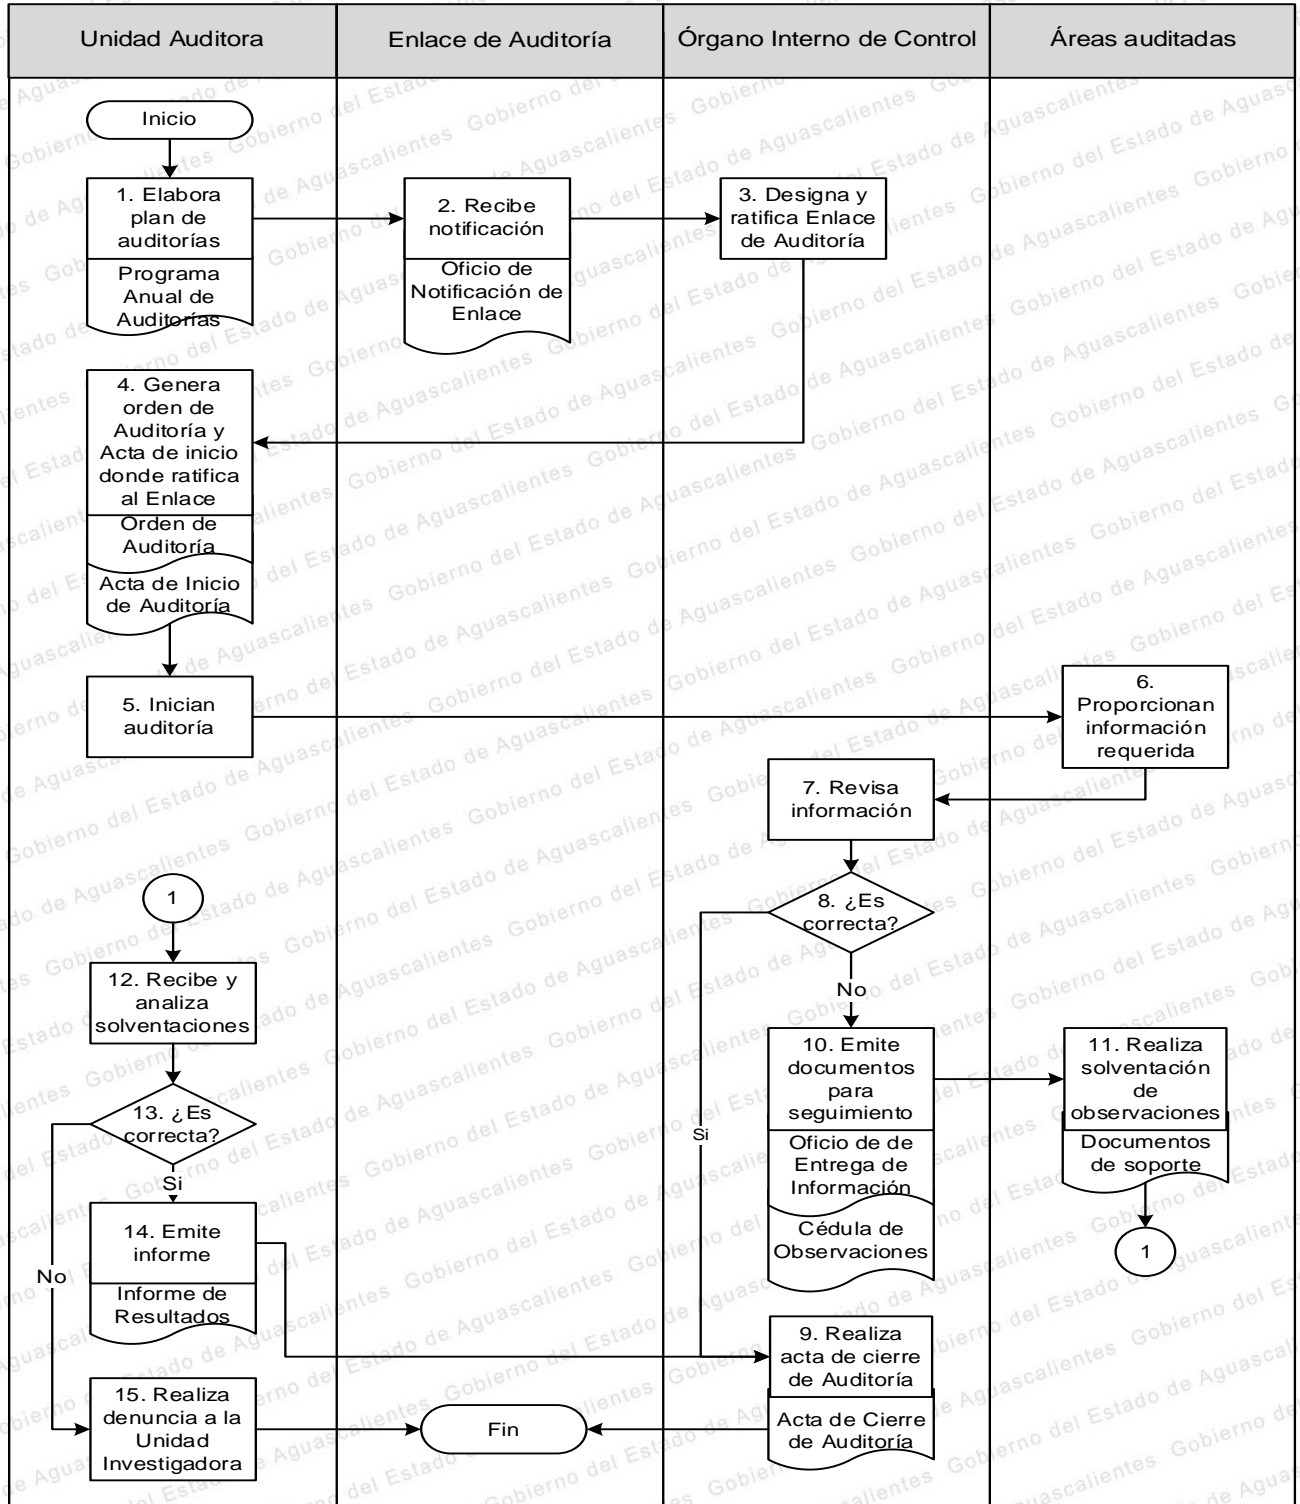 Unidad Auditora
Enlace de Auditoría
Órgano Interno de Control
Áreas auditadas
Inicio
1. Elabora
plan de
auditorías
Programa
Anual de
Auditorías
2. Recibe
notificación
Oficio de
Notificación de
Enlace
3. Designa y
ratifica Enlace
de Auditoría
4. Genera
orden de
Auditoría y
Acta de inicio
donde ratifica
al Enlace
Orden de
Auditoría
Acta de Inicio
de Auditoría
5. Inician
auditoría
6.
Proporcionan
información
requerida
7. Revisa
información
8. ¿Es
correcta?
No
Si
10. Emite
documentos
para
seguimiento
Oficio de de
Entrega de
Información
Cédula de
Observaciones
11. Realiza
solventación
de
observaciones
Documentos
de soporte
1
1
12. Recibe y
analiza
solventaciones
13. ¿Es
correcta?
Si
No
14. Emite
informe
Informe de
Resultados
9. Realiza
acta de cierre
de Auditoría
Acta de Cierre
de Auditoría
15. Realiza
denuncia a la
Unidad
Investigadora
Fin
Gobierno del Estado de Aguascalientes